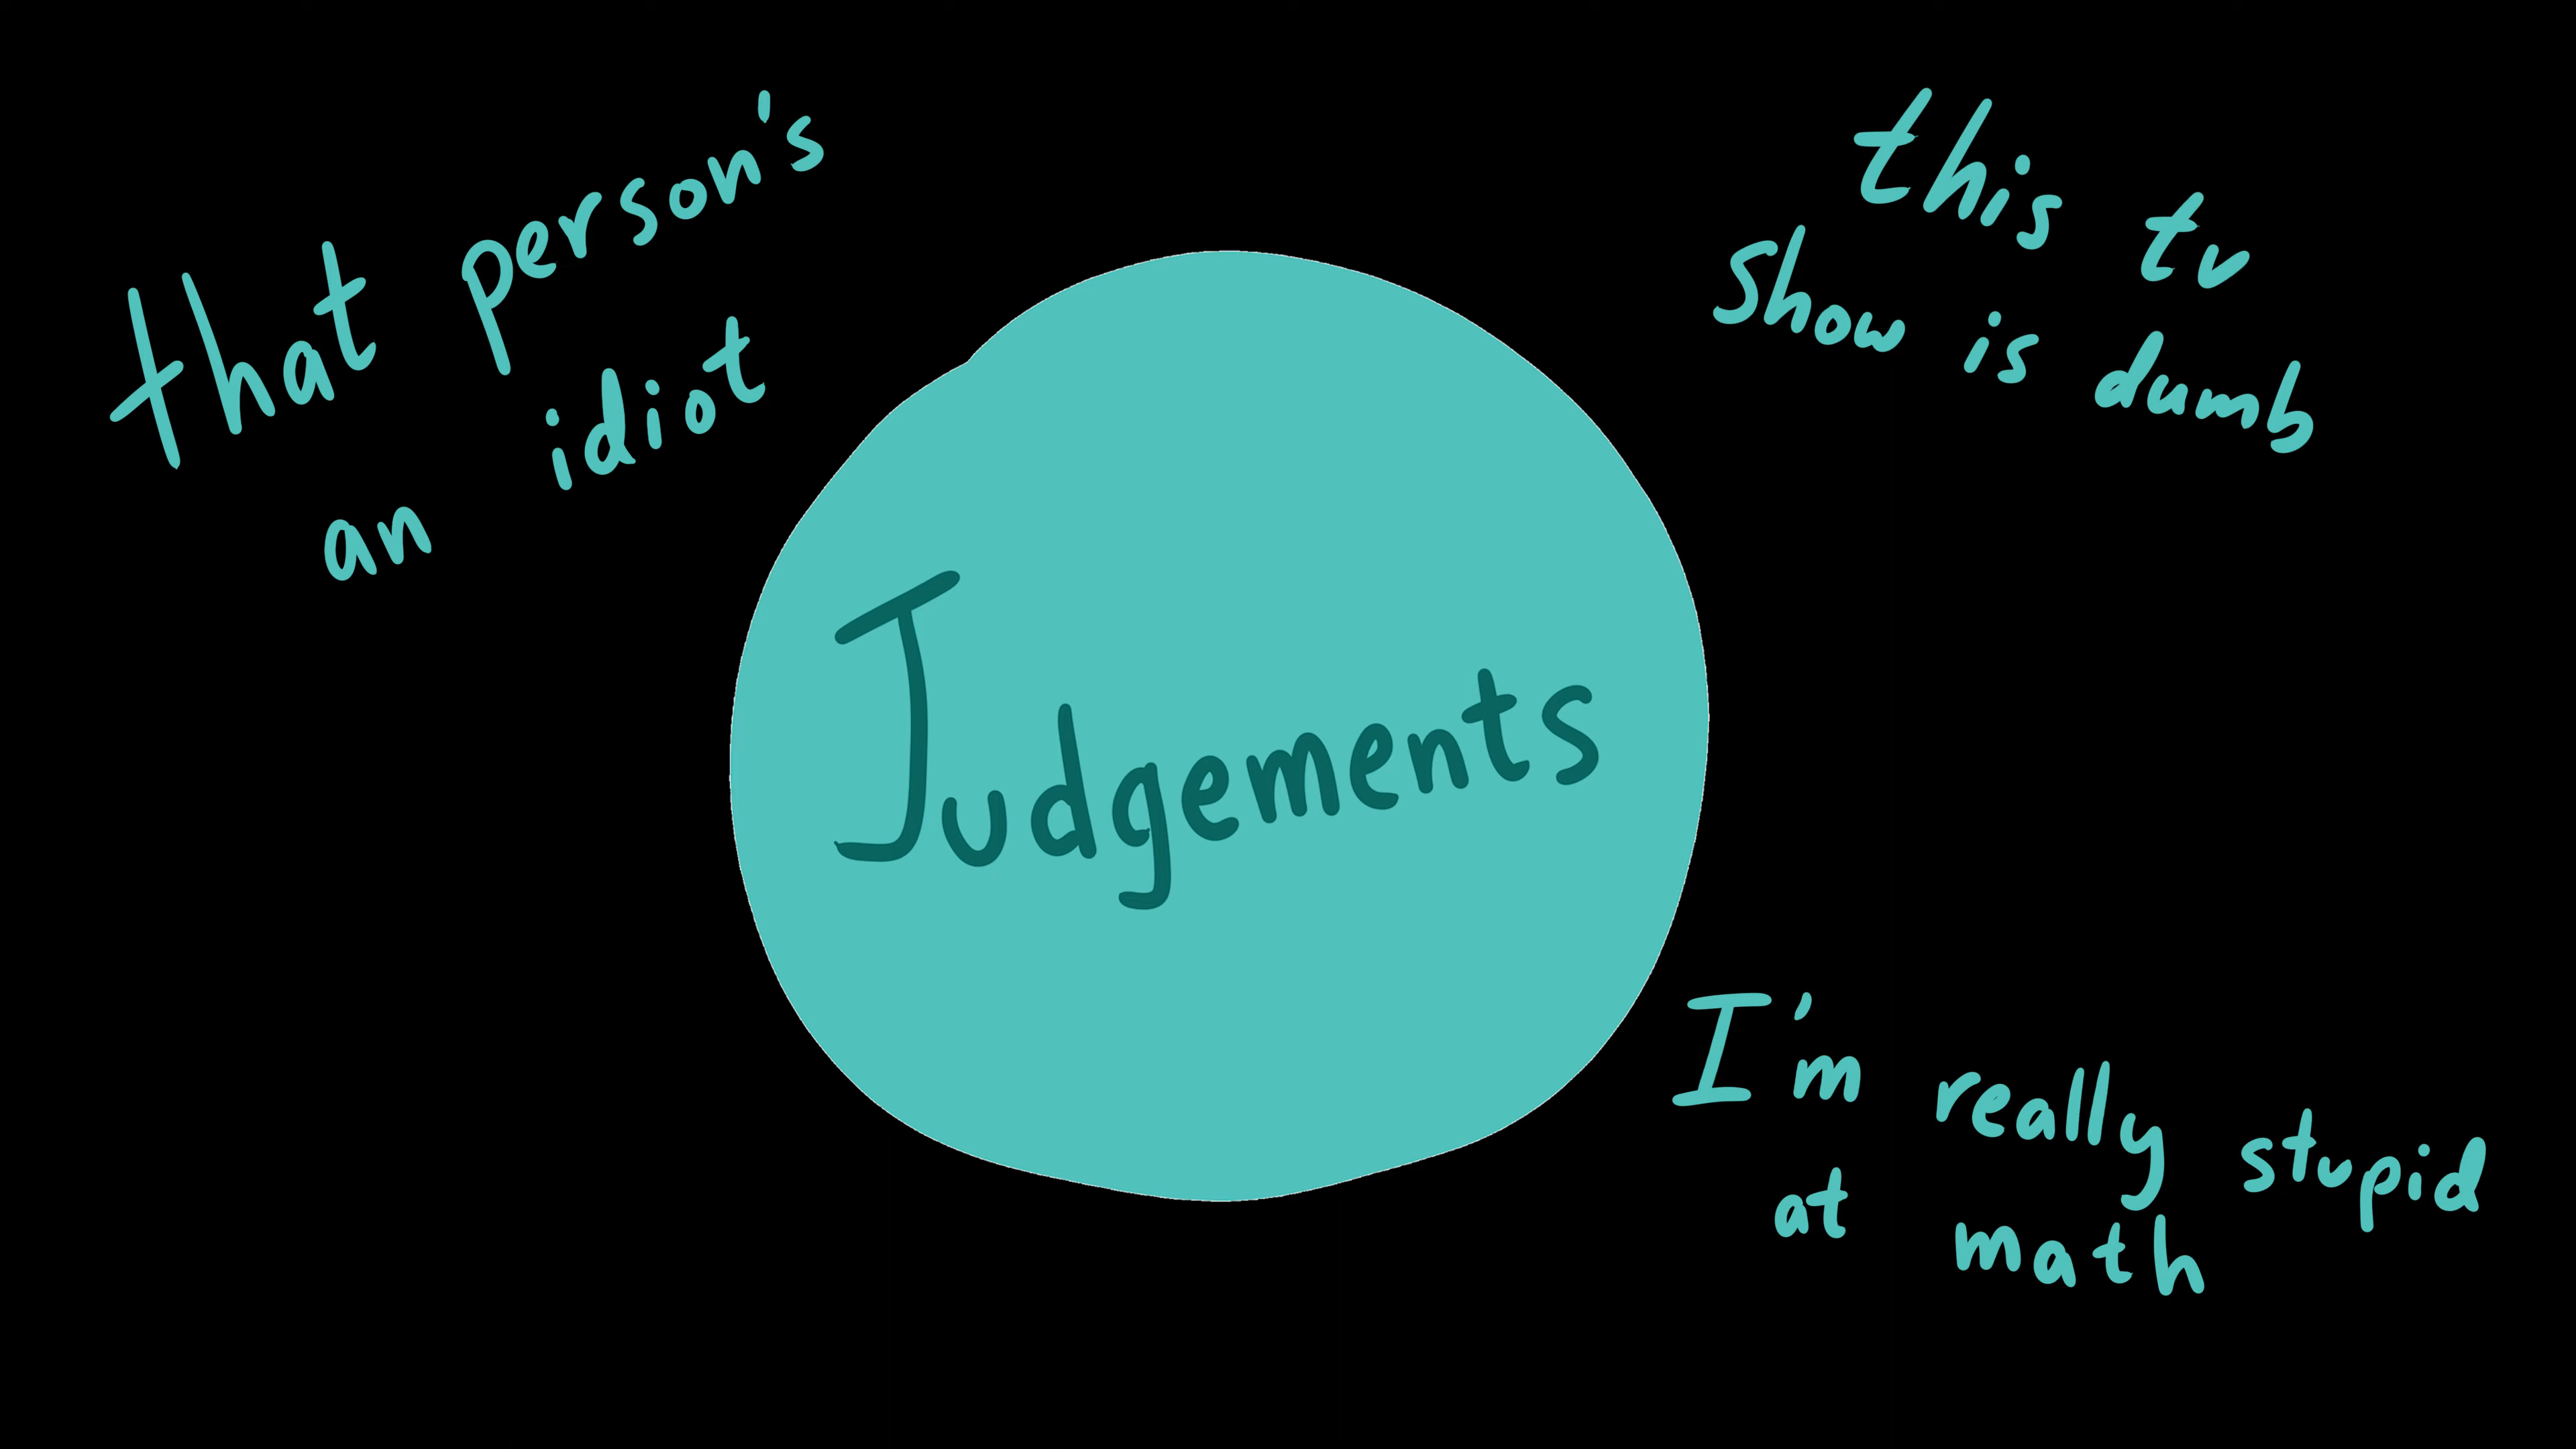 that person's
an idiot
this tv
Show is dumb
Judgements
I'm really stupid
at math